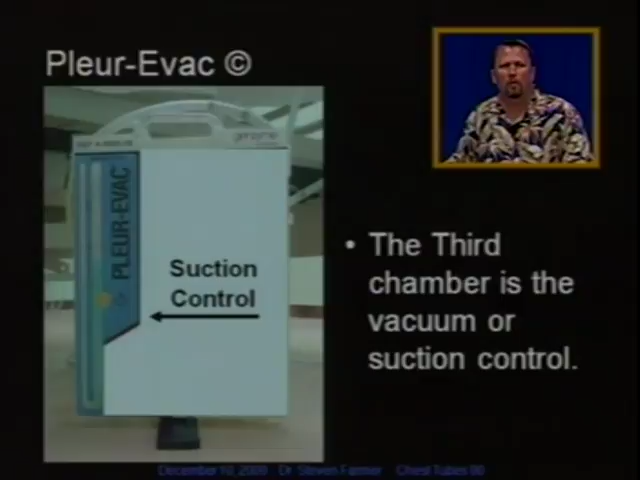 Pleur-Evac ©
PLEUR-EVAC
Suction
Control
• The Third
chamber is the
vacuum or
suction control.
December 10, 2009 Dr. Steven Farmer Chest Tubes